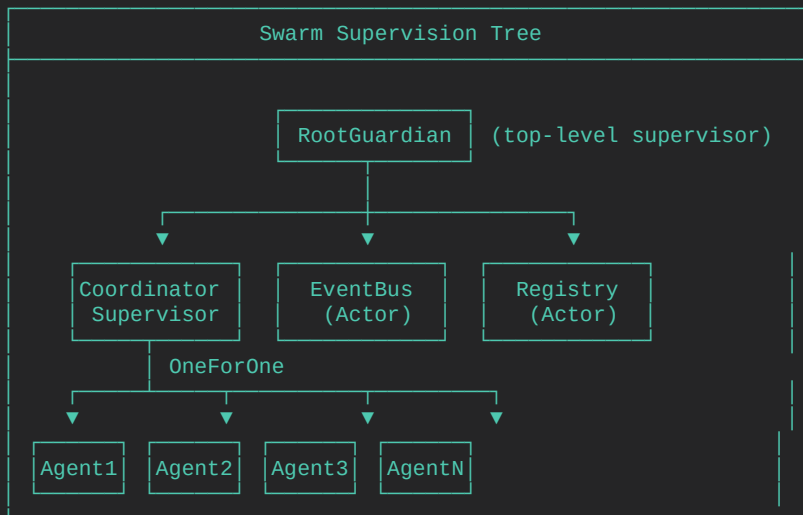 Swarm Supervision Tree
RootGuardian (top-level supervisor)
Coordinator EventBus Registry
Supervisor (Actor) (Actor)
OneForOne
Agent1 Agent2 Agent3 AgentN